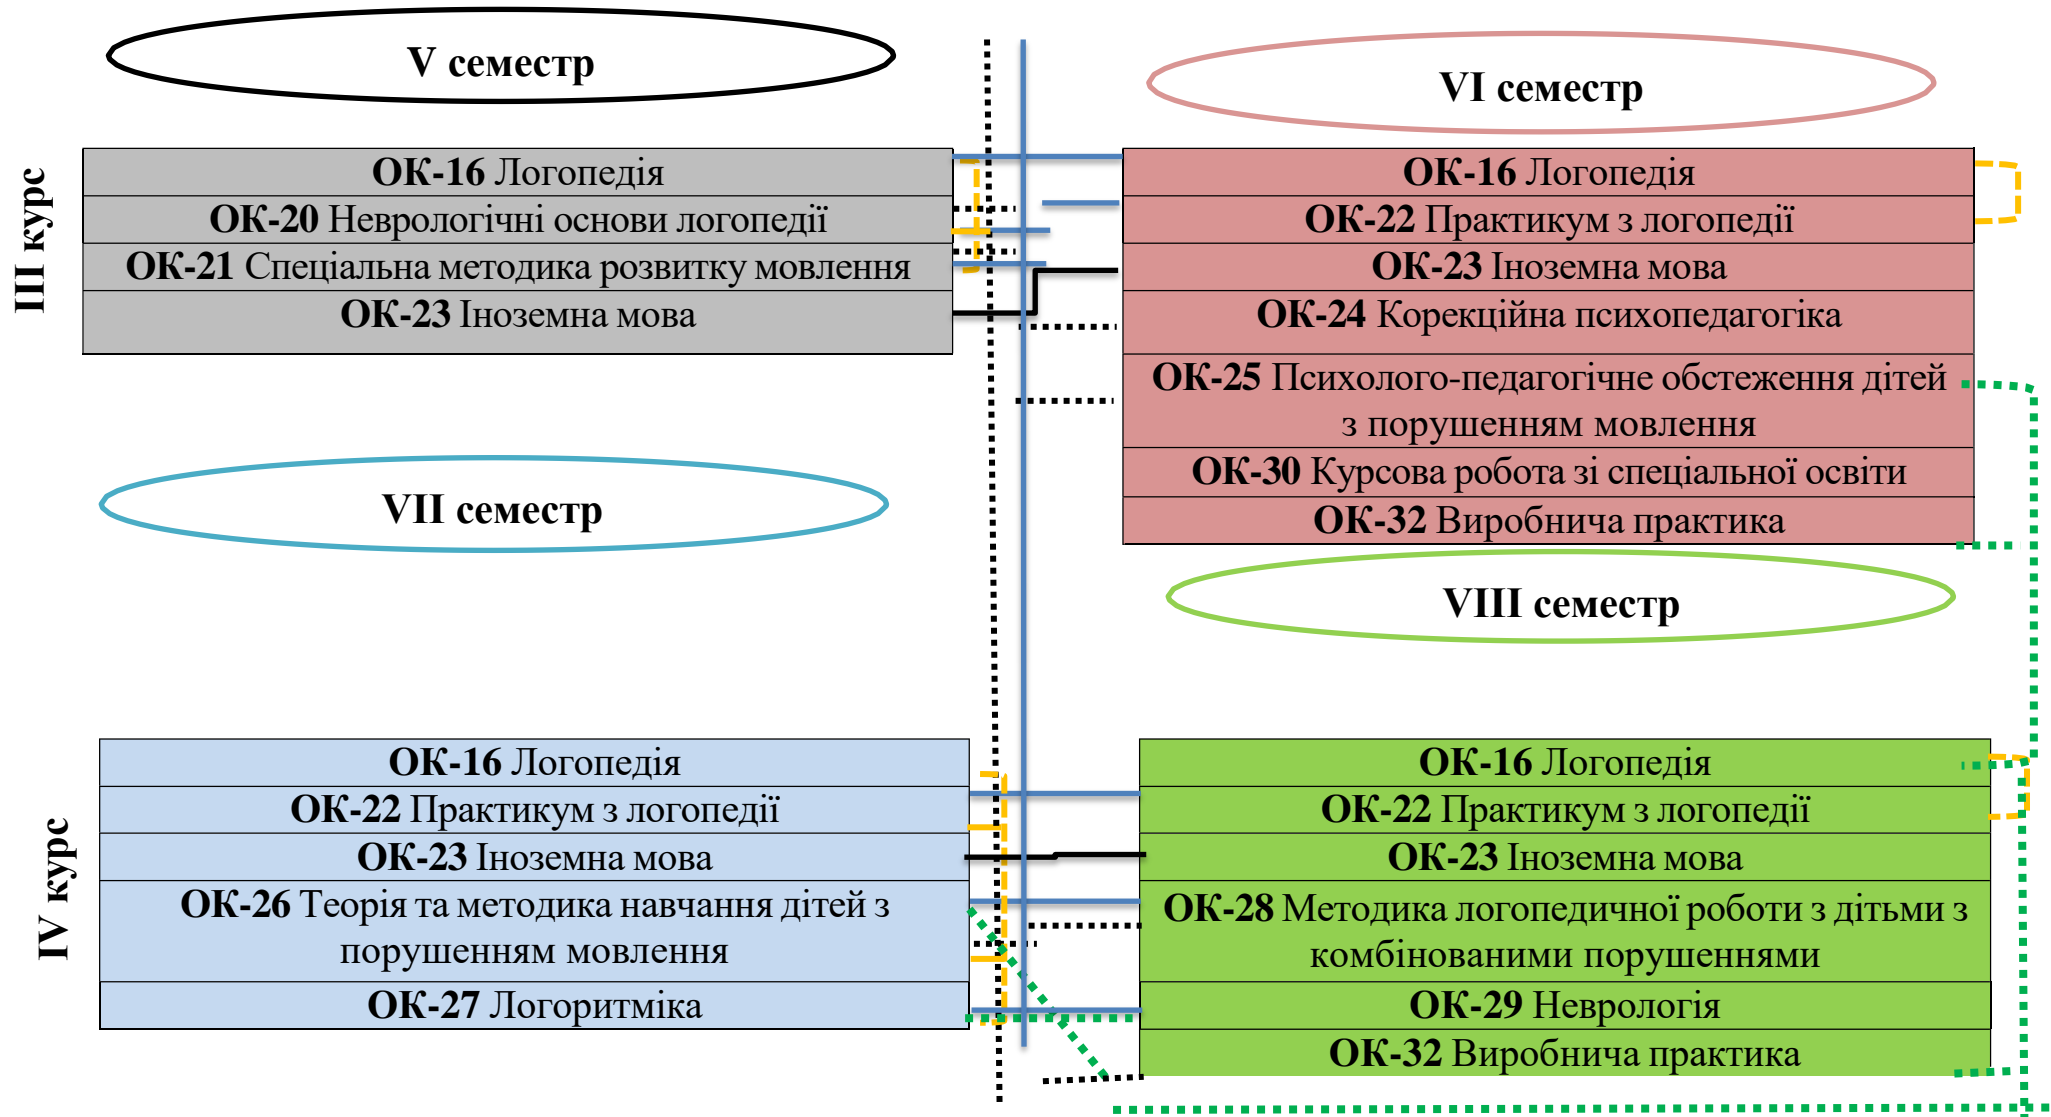 V семестр
VI семестр
III курс
ОК-16 Логопедія
ОК-20 Неврологічні основи логопедії
ОК-21 Спеціальна методика розвитку мовлення
ОК-23 Іноземна мова
ОК-16 Логопедія
ОК-22 Практикум з логопедії
ОК-23 Іноземна мова
ОК-24 Корекційна психопедагогіка
ОК-25 Психолого-педагогічне обстеження дітей
з порушенням мовлення
ОК-30 Курсова робота зі спеціальної освіти
ОК-32 Виробнича практика
VII семестр
VIII семестр
IV курс
ОК-16 Логопедія
ОК-22 Практикум з логопедії
ОК-23 Іноземна мова
ОК-26 Теорія та методика навчання дітей з
порушенням мовлення
ОК-27 Логоритміка
ОК-16 Логопедія
ОК-22 Практикум з логопедії
ОК-23 Іноземна мова
ОК-28 Методика логопедичної роботи з дітьми з
комбінованими порушеннями
ОК-29 Неврологія
ОК-32 Виробнича практика